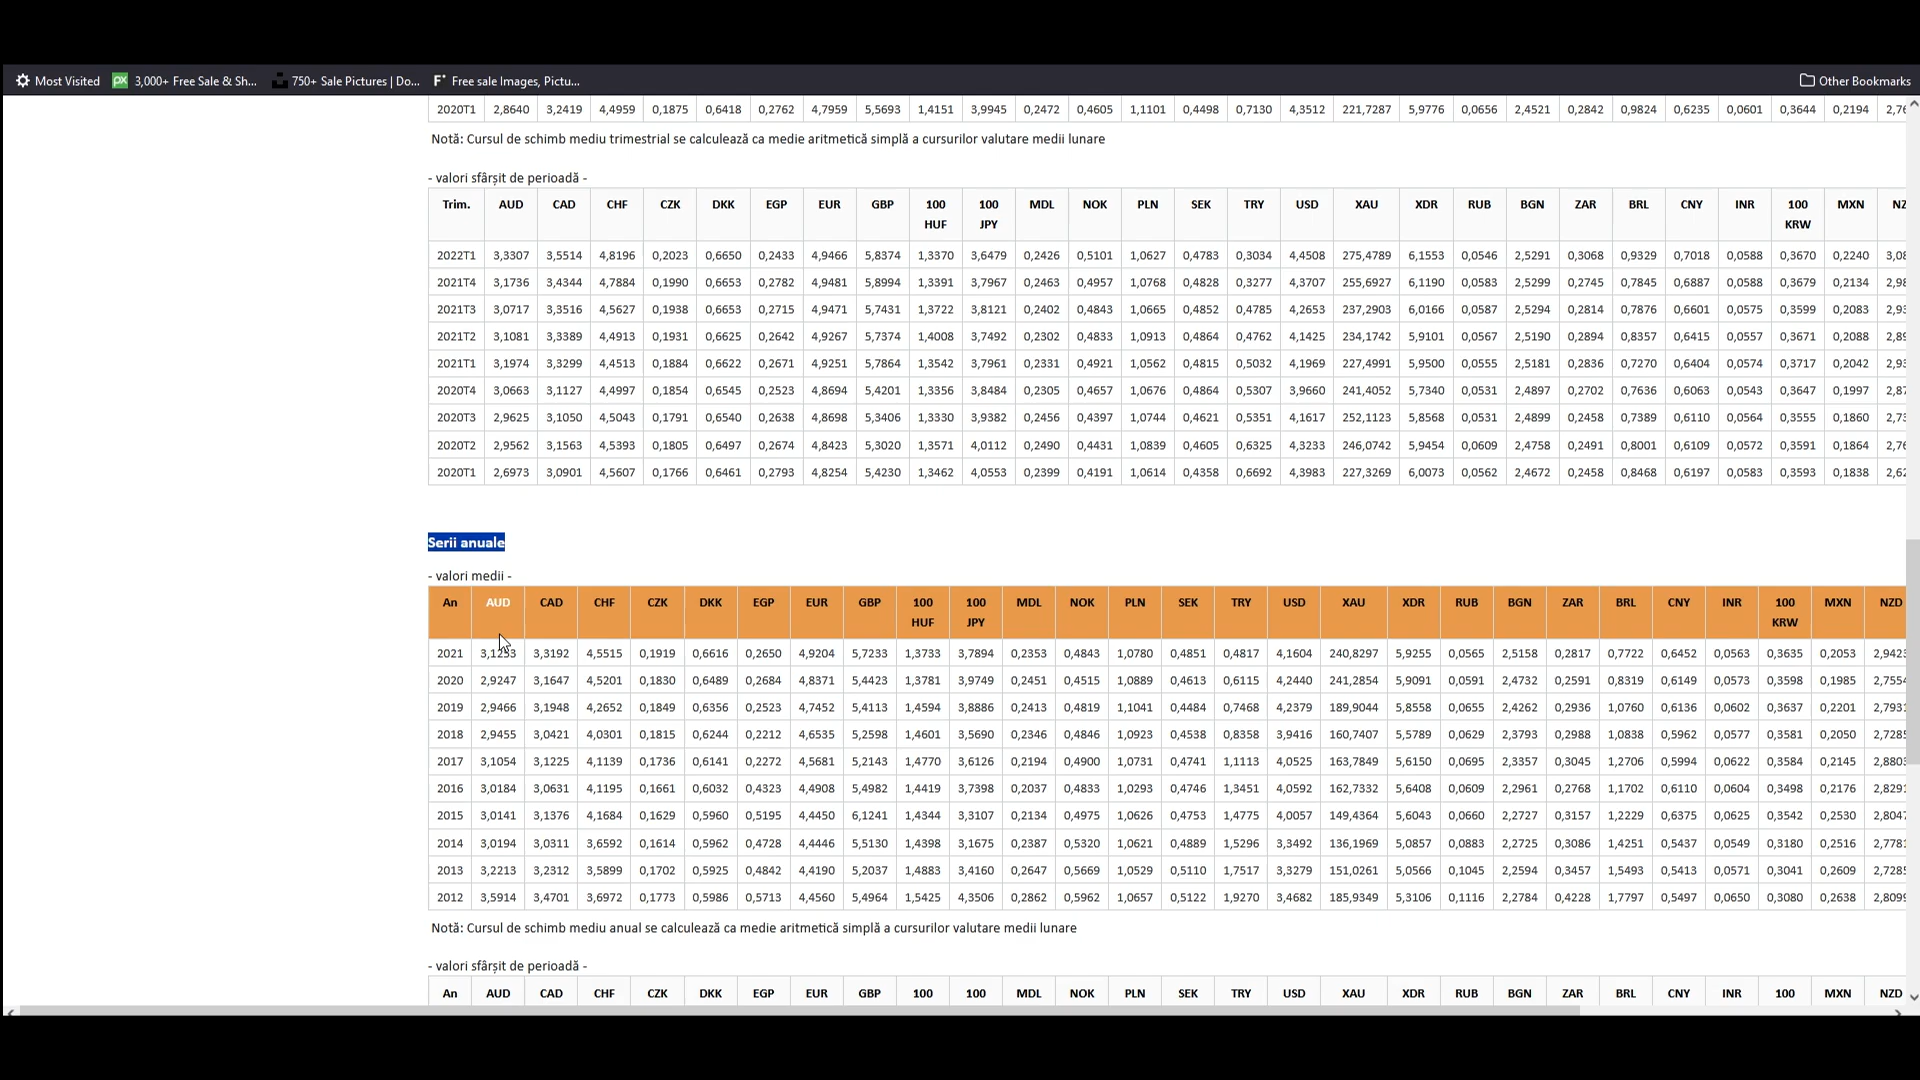 Most Visited 3,000+ Free Sale & Sh... 750+ Sale Pictures | Do... Free sale Images, Pictu... Other Bookmarks
2020T1 2,8640 3,2419 4,4959 0,1875 0,6418 0,2762 4,7959 5,5693 1,4151 3,9945 0,2472 0,4605 1,1101 0,4498 0,7130 4,3512 221,7287 5,9776 0,0656 2,4521 0,2842 0,9824 0,6235 0,0601 0,3644 0,2194
Notă: Cursul de schimb mediu trimestrial se calculează ca medie aritmetică simplă a cursurilor valutare medii lunare
- valori sfârșit de perioadă -
Trim. AUD CAD CHF CZK DKK EGP EUR GBP 100 HUF 100 JPY MDL NOK PLN SEK TRY USD XAU XDR RUB BGN ZAR BRL CNY INR 100 KRW MXN NZ
2022T1 3,3307 3,5514 4,8196 0,2023 0,6650 0,2433 4,9466 5,8374 1,3370 3,6479 0,2426 0,5101 1,0627 0,4783 0,3034 4,4508 275,4789 6,1553 0,0546 2,5291 0,3068 0,9329 0,7018 0,0588 0,3670 0,2240
2021T4 3,1736 3,4344 4,7884 0,1990 0,6653 0,2782 4,9481 5,8994 1,3391 3,7967 0,2463 0,4957 1,0768 0,4828 0,3277 4,3707 255,6927 6,1190 0,0583 2,5299 0,2745 0,7845 0,6887 0,0588 0,3679 0,2134
2021T3 3,0717 3,3516 4,5627 0,1938 0,6653 0,2715 4,9471 5,7431 1,3722 3,8121 0,2402 0,4843 1,0665 0,4852 0,4785 4,2653 237,2903 6,0166 0,0587 2,5294 0,2814 0,7876 0,6601 0,0575 0,3599 0,2083
2021T2 3,1081 3,3389 4,4913 0,1931 0,6625 0,2642 4,9267 5,7374 1,4008 3,7492 0,2302 0,4833 1,0913 0,4864 0,4762 4,1425 234,1742 5,9101 0,0567 2,5190 0,2894 0,8357 0,6415 0,0557 0,3671 0,2088
2021T1 3,1974 3,3299 4,4513 0,1884 0,6622 0,2671 4,9251 5,7864 1,3542 3,7961 0,2331 0,4921 1,0562 0,4815 0,5032 4,1969 227,4991 5,9500 0,0555 2,5181 0,2836 0,7270 0,6404 0,0574 0,3717 0,2042
2020T4 3,0663 3,1127 4,4997 0,1854 0,6545 0,2523 4,8694 5,4201 1,3356 3,8484 0,2305 0,4657 1,0676 0,4864 0,5307 3,9660 241,4052 5,7340 0,0531 2,4897 0,2702 0,7636 0,6063 0,0543 0,3647 0,1997
2020T3 2,9625 3,1050 4,5043 0,1791 0,6540 0,2638 4,8698 5,3406 1,3330 3,9382 0,2456 0,4397 1,0744 0,4621 0,5351 4,1617 252,1123 5,8568 0,0531 2,4899 0,2458 0,7389 0,6110 0,0564 0,3555 0,1860
2020T2 2,9562 3,1563 4,5393 0,1805 0,6497 0,2674 4,8423 5,3020 1,3571 4,0112 0,2490 0,4431 1,0839 0,4605 0,6325 4,3233 246,0742 5,9454 0,0609 2,4758 0,2491 0,8001 0,6109 0,0572 0,3591 0,1864
2020T1 2,6973 3,0901 4,5607 0,1766 0,6461 0,2793 4,8254 5,4230 1,3462 4,0553 0,2399 0,4191 1,0614 0,4358 0,6692 4,3983 227,3269 6,0073 0,0562 2,4672 0,2458 0,8468 0,6197 0,0583 0,3593 0,1838
Serii anuale
- valori medii -
An AUD CAD CHF CZK DKK EGP EUR GBP 100 HUF 100 JPY MDL NOK PLN SEK TRY USD XAU XDR RUB BGN ZAR BRL CNY INR 100 KRW MXN NZD
2021 3,1253 3,3192 4,5515 0,1919 0,6616 0,2650 4,9204 5,7233 1,3733 3,7894 0,2353 0,4843 1,0780 0,4851 0,4817 4,1604 240,8297 5,9255 0,0565 2,5158 0,2817 0,7722 0,6452 0,0563 0,3635 0,2053 2,9423
2020 2,9247 3,1647 4,5201 0,1830 0,6489 0,2684 4,8371 5,4423 1,3781 3,9749 0,2451 0,4515 1,0889 0,4613 0,6115 4,2440 241,2854 5,9091 0,0591 2,4732 0,2591 0,8319 0,6149 0,0573 0,3598 0,1985 2,7554
2019 2,9466 3,1948 4,2652 0,1849 0,6356 0,2523 4,7452 5,4113 1,4594 3,8886 0,2413 0,4819 1,1041 0,4484 0,7468 4,2379 189,9044 5,8558 0,0655 2,4262 0,2936 1,0760 0,6136 0,0602 0,3637 0,2201 2,7931
2018 2,9455 3,0421 4,0301 0,1815 0,6244 0,2212 4,6535 5,2598 1,4601 3,5690 0,2346 0,4846 1,0923 0,4538 0,8358 3,9416 160,7407 5,5789 0,0629 2,3793 0,2988 1,0838 0,5962 0,0577 0,3581 0,2050 2,7285
2017 3,1054 3,1225 4,1139 0,1736 0,6141 0,2272 4,5681 5,2143 1,4770 3,6126 0,2194 0,4900 1,0731 0,4741 1,1113 4,0525 163,7849 5,6150 0,0695 2,3357 0,3045 1,2706 0,5994 0,0622 0,3584 0,2145 2,8803
2016 3,0184 3,0631 4,1195 0,1661 0,6032 0,4323 4,4908 5,4982 1,4419 3,7398 0,2037 0,4833 1,0293 0,4746 1,3451 4,0592 162,7332 5,6408 0,0609 2,2961 0,2768 1,1702 0,6110 0,0604 0,3498 0,2176 2,8291
2015 3,0141 3,1376 4,1684 0,1629 0,5960 0,5195 4,4450 6,1241 1,4344 3,3107 0,2134 0,4975 1,0626 0,4753 1,4775 4,0057 149,4364 5,6043 0,0660 2,2727 0,3157 1,2229 0,6375 0,0625 0,3542 0,2530 2,8047
2014 3,0194 3,0311 3,6592 0,1614 0,5962 0,4728 4,4446 5,5130 1,4398 3,1675 0,2387 0,5320 1,0621 0,4889 1,5296 3,3492 136,1969 5,0857 0,0883 2,2725 0,3086 1,4251 0,5437 0,0549 0,3180 0,2516 2,7781
2013 3,2213 3,2312 3,5899 0,1702 0,5925 0,4842 4,4190 5,2037 1,4883 3,4160 0,2647 0,5669 1,0529 0,5110 1,7517 3,3279 151,0261 5,0566 0,1045 2,2594 0,3457 1,5493 0,5413 0,0571 0,3041 0,2609 2,7285
2012 3,5914 3,4701 3,6972 0,1773 0,5986 0,5713 4,4560 5,4964 1,5425 4,3506 0,2862 0,5962 1,0657 0,5122 1,9270 3,4682 185,9349 5,3106 0,1116 2,2784 0,4228 1,7797 0,5497 0,0650 0,3080 0,2638 2,8099
Notă: Cursul de schimb mediu anual se calculează ca medie aritmetică simplă a cursurilor valutare medii lunare
- valori sfârșit de perioadă -
An AUD CAD CHF CZK DKK EGP EUR GBP 100 100 MDL NOK PLN SEK TRY USD XAU XDR RUB BGN ZAR BRL CNY INR 100 MXN NZD